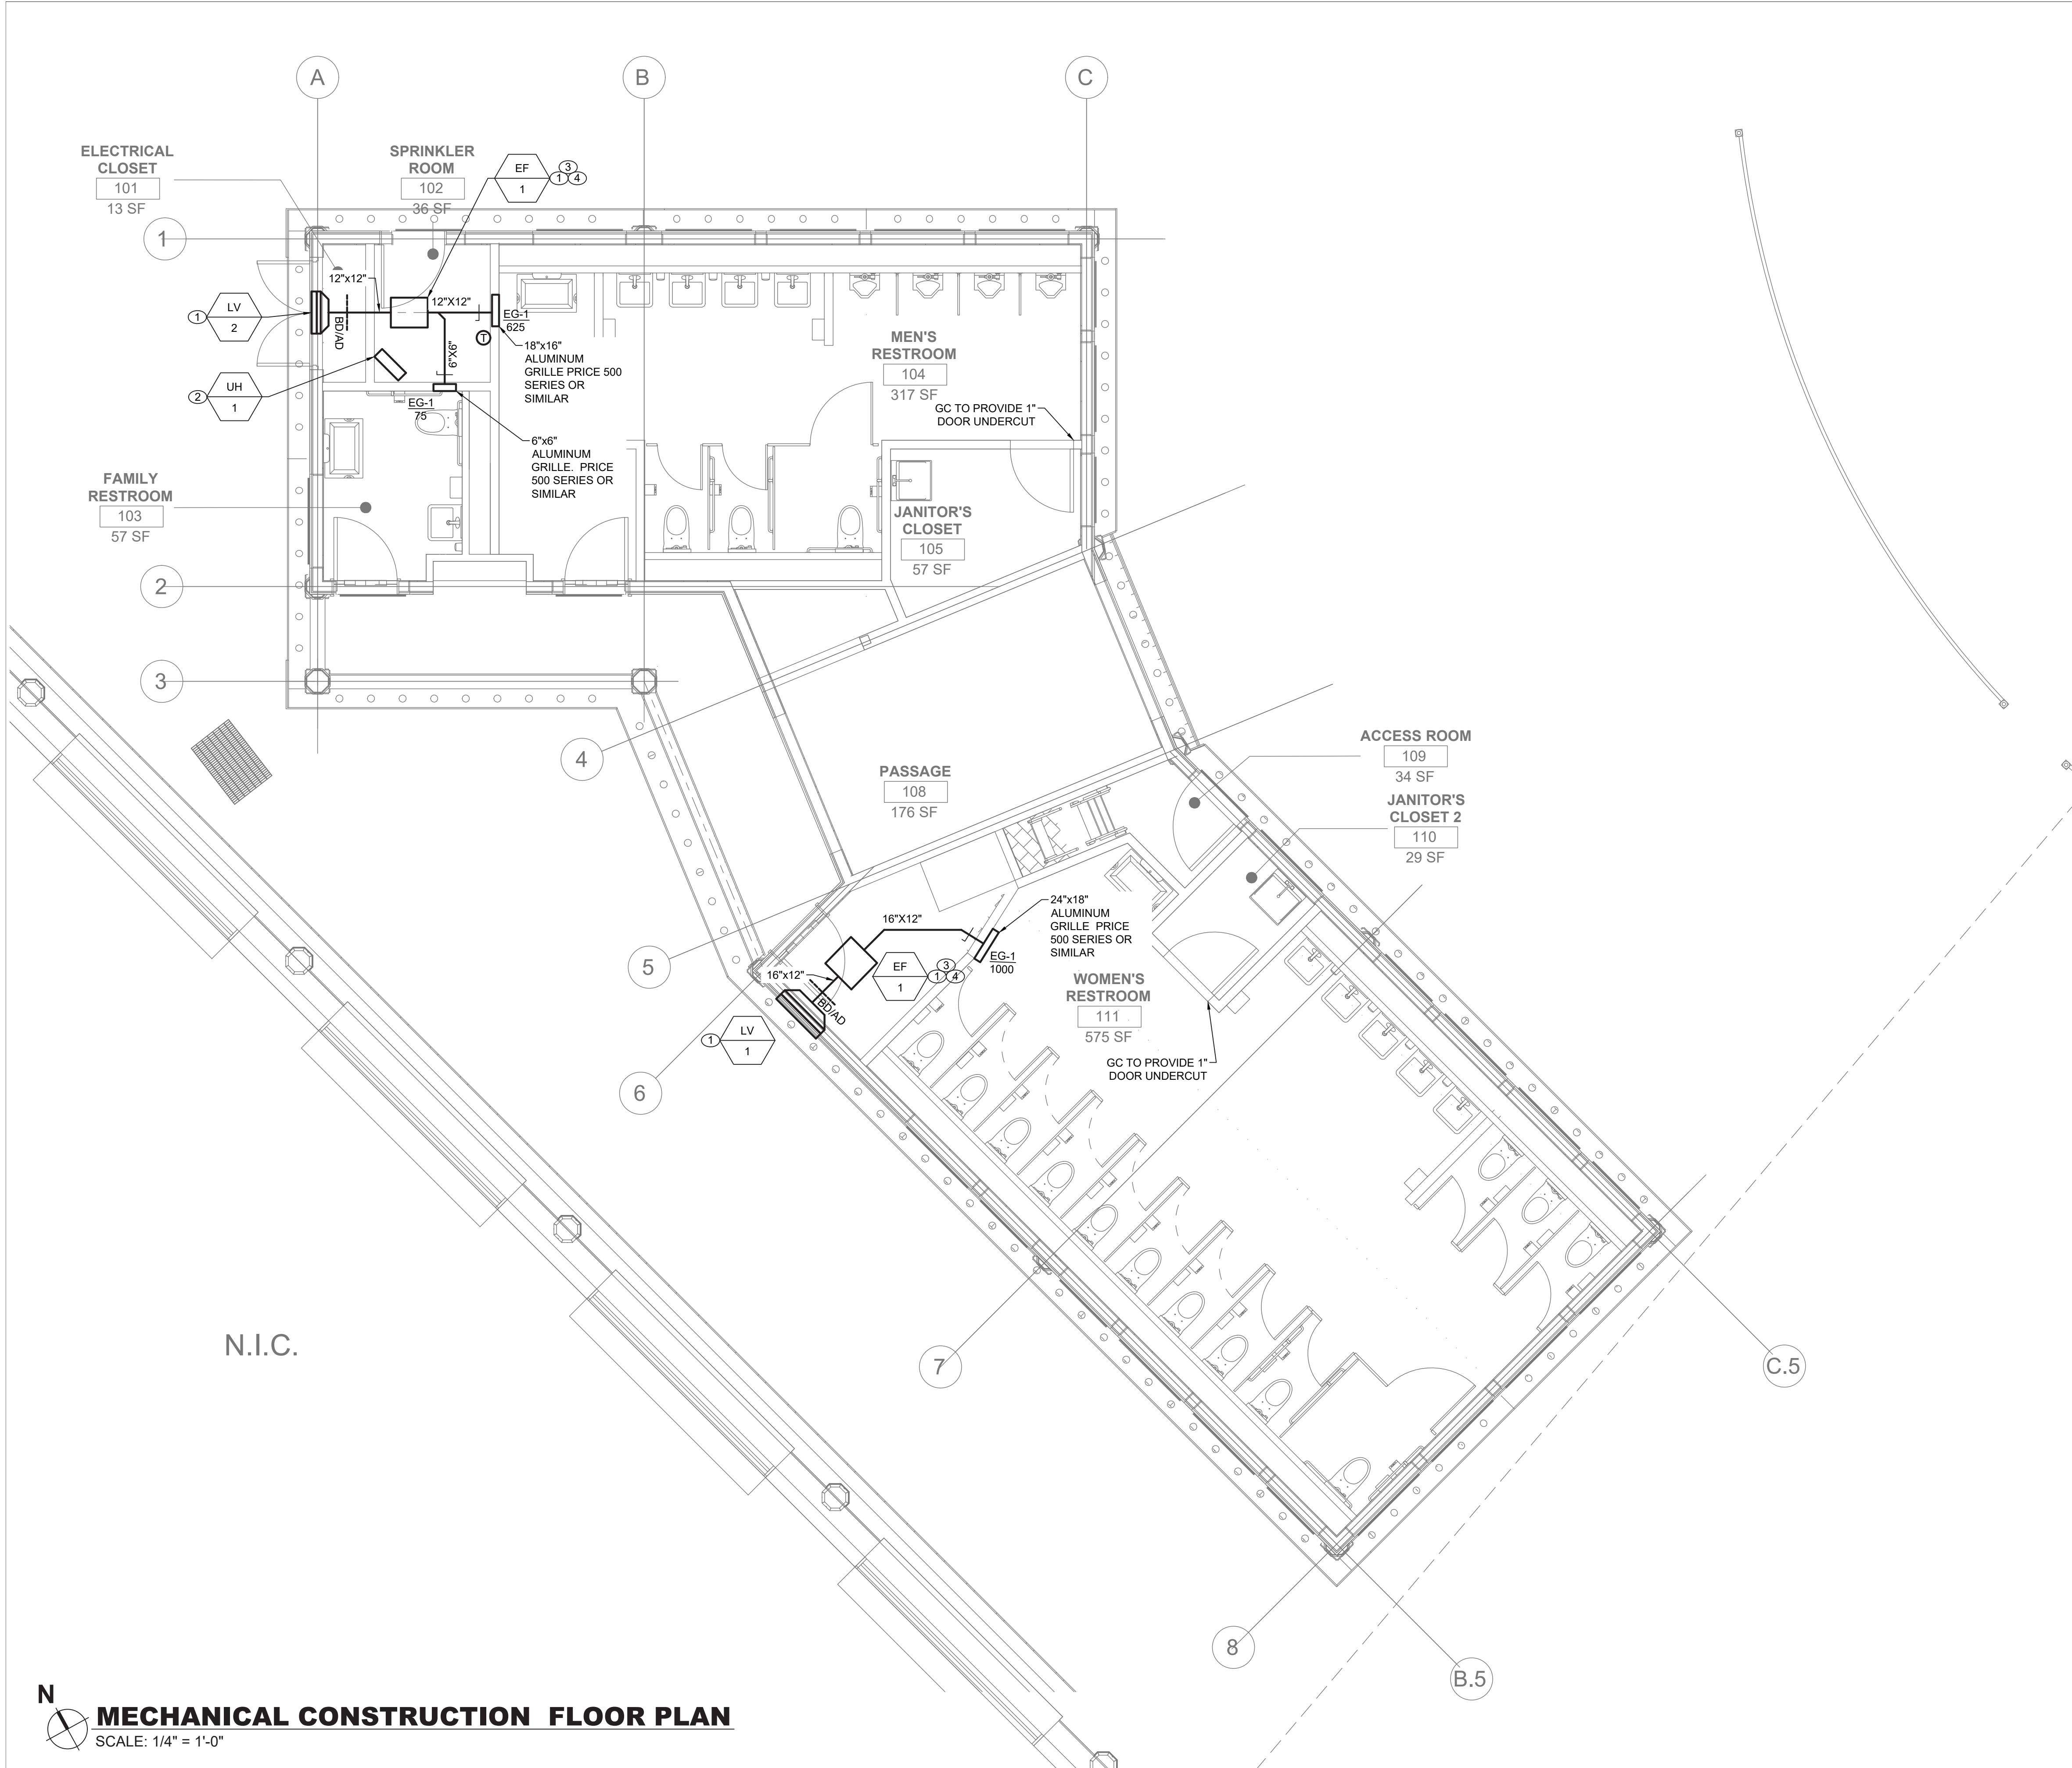 A
B
C
ELECTRICAL
CLOSET
101
13 SF
SPRINKLER
ROOM
102
36 SF
EF
1
3
1
4
1
12"x12"
12"X12"
LV
2
1
BD/AD
EG-1
625
T
18"x16"
ALUMINUM
GRILLE PRICE 500
SERIES OR
SIMILAR
9"X9"
UH
1
2
EG-1
75
6"x6"
ALUMINUM
GRILLE. PRICE
500 SERIES OR
SIMILAR
MEN'S
RESTROOM
104
317 SF
GC TO PROVIDE 1"
DOOR UNDERCUT
FAMILY
RESTROOM
103
57 SF
JANITOR'S
CLOSET
105
57 SF
2
3
4
PASSAGE
108
176 SF
ACCESS ROOM
109
34 SF
JANITOR'S
CLOSET 2
110
29 SF
5
16"X12"
24"x18"
ALUMINUM
GRILLE PRICE
500 SERIES OR
SIMILAR
EG-1
1000
16"x12"
EF
1
3
1
4
BD/AD
LV
1
1
WOMEN'S
RESTROOM
111
575 SF
GC TO PROVIDE 1"
DOOR UNDERCUT
6
7
C.5
N.I.C.
8
B.5
N
MECHANICAL CONSTRUCTION FLOOR PLAN
SCALE: 1/4" = 1'-0"